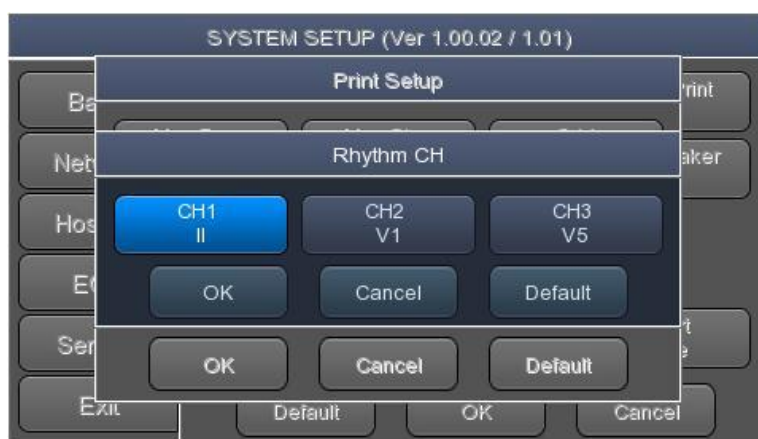 SYSTEM SETUP (Ver 1.00.02 / 1.01)
Print Setup
Rhythm CH
CH1
II
CH2
V1
CH3
V5
OK Cancel Default
OK Cancel Default
Exit
Default OK Cancel